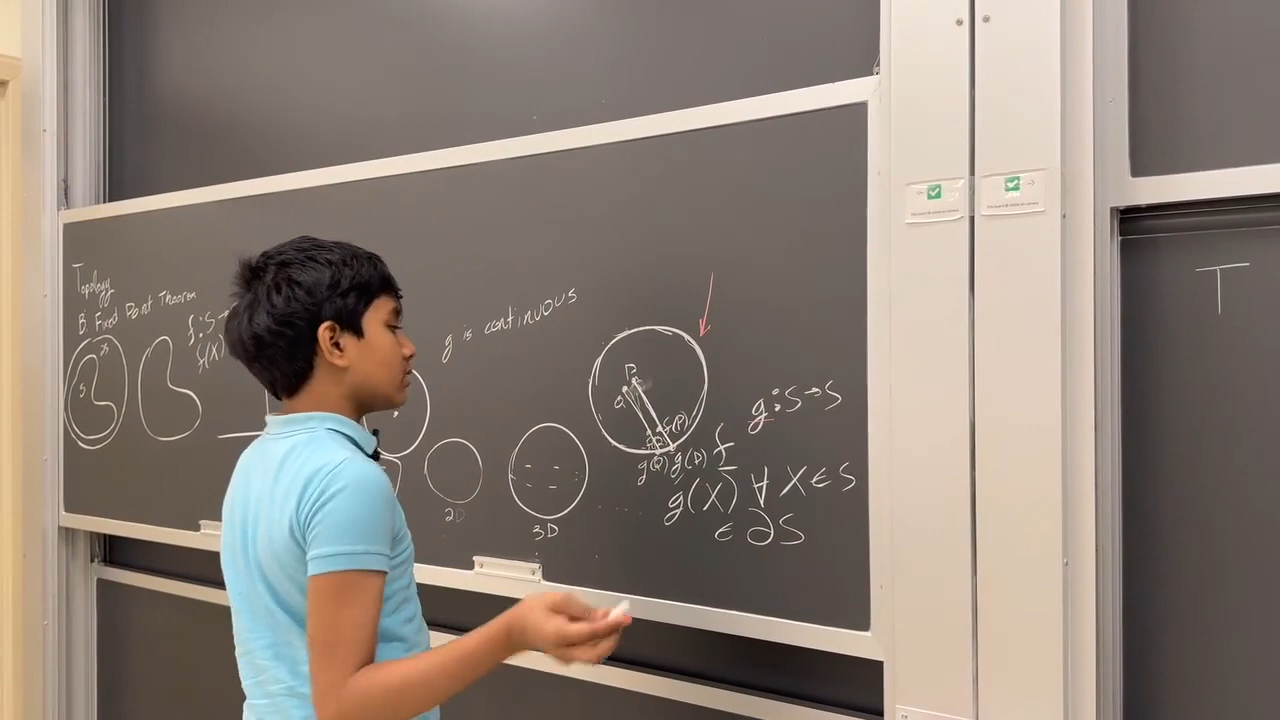 Topology
B. Fixed Point Theorem
f:S→
f(X)
S
g is continuous
2D
3D
P
Q
f(P)
g(Q) g(P) f
g:S→S
g(X) ∀ X ∈ S
∈ ∂S
T